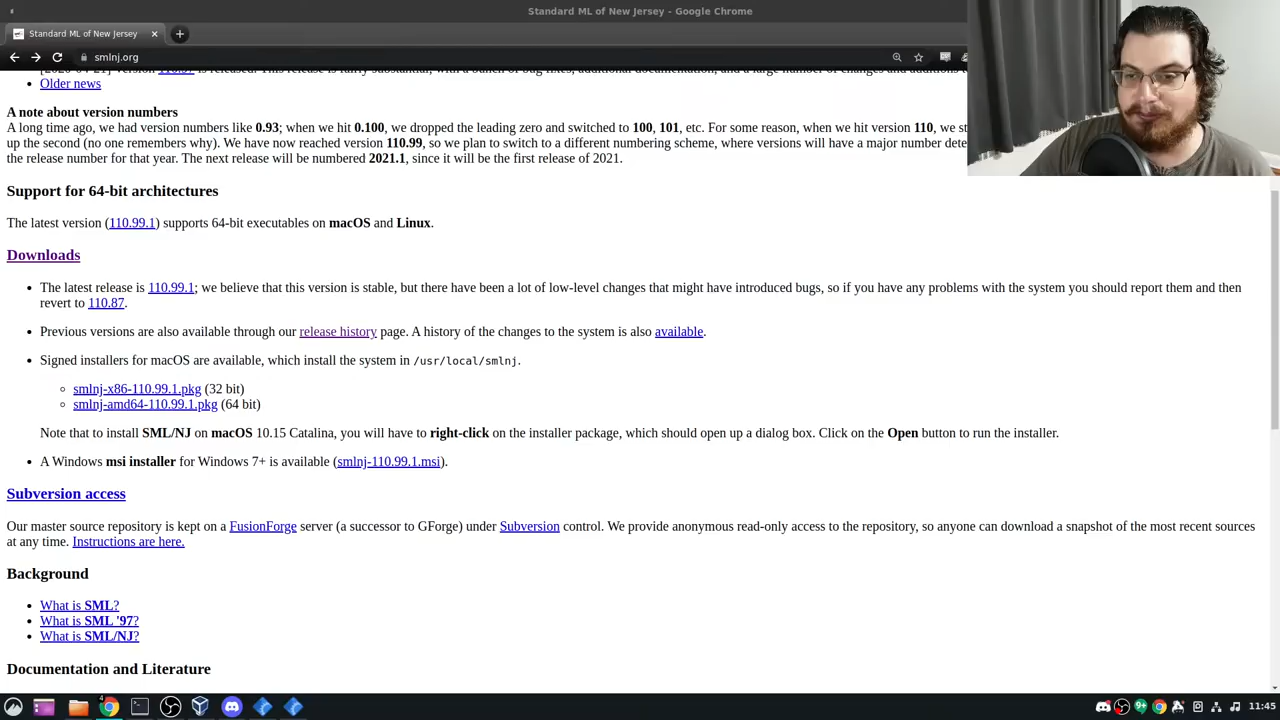 Standard ML of New Jersey - Google Chrome
Standard ML of New Jersey
smlnj.org
Older news
A note about version numbers
A long time ago, we had version numbers like 0.93; when we hit 0.100, we dropped the leading zero and switched to 100, 101, etc. For some reason, when we hit version 110, we st
up the second (no one remembers why). We have now reached version 110.99, so we plan to switch to a different numbering scheme, where versions will have a major number dete
the release number for that year. The next release will be numbered 2021.1, since it will be the first release of 2021.
Support for 64-bit architectures
The latest version (110.99.1) supports 64-bit executables on macOS and Linux.
Downloads
The latest release is 110.99.1; we believe that this version is stable, but there have been a lot of low-level changes that might have introduced bugs, so if you have any problems with the system you should report them and then
revert to 110.87.
Previous versions are also available through our release history page. A history of the changes to the system is also available.
Signed installers for macOS are available, which install the system in /usr/local/smlnj.
smlnj-x86-110.99.1.pkg (32 bit)
smlnj-amd64-110.99.1.pkg (64 bit)
Note that to install SML/NJ on macOS 10.15 Catalina, you will have to right-click on the installer package, which should open up a dialog box. Click on the Open button to run the installer.
A Windows msi installer for Windows 7+ is available (smlnj-110.99.1.msi).
Subversion access
Our master source repository is kept on a FusionForge server (a successor to GForge) under Subversion control. We provide anonymous read-only access to the repository, so anyone can download a snapshot of the most recent sources
at any time. Instructions are here.
Background
What is SML?
What is SML '97?
What is SML/NJ?
Documentation and Literature
4
9+
11:45